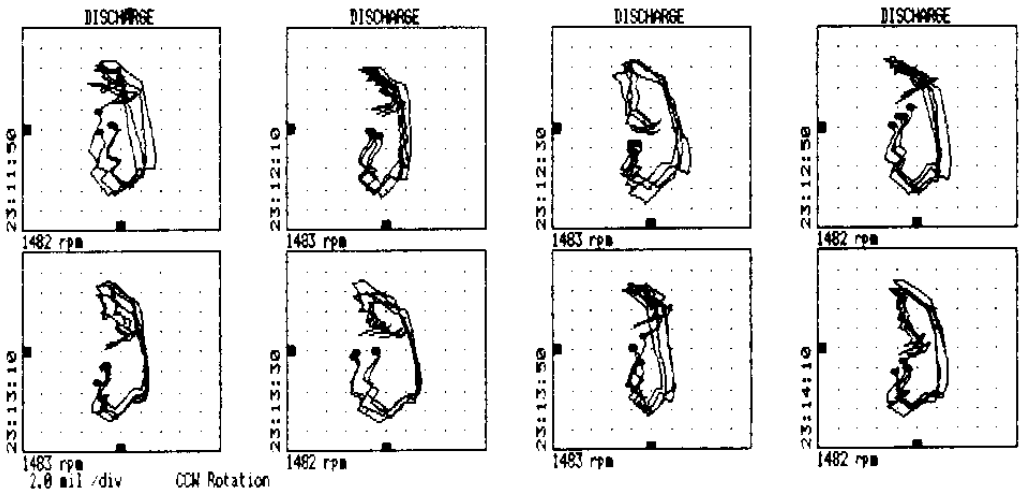 DISCHARGE DISCHARGE DISCHARGE DISCHARGE
23:11:50 23:12:10 23:12:30 23:12:50
1482 rpm 1483 rpm 1483 rpm 1482 rpm
23:13:10 23:13:30 23:13:50 23:14:10
1483 rpm 1482 rpm 1483 rpm 1482 rpm
2.0 mil /div CCW Rotation